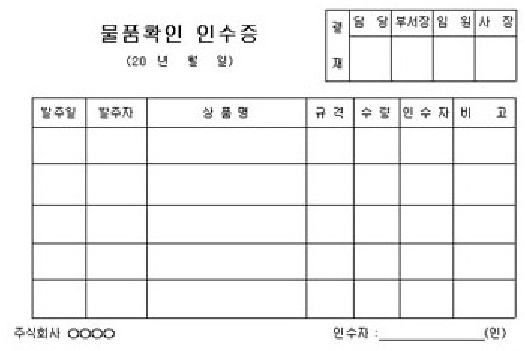 물품확인 인수증
(20 년 월 일)
결재 담당 부서장 임원 사장
발주일 발주자 상품명 규격 수량 인수자 비고
주식회사 OOOO
인수자 : (인)